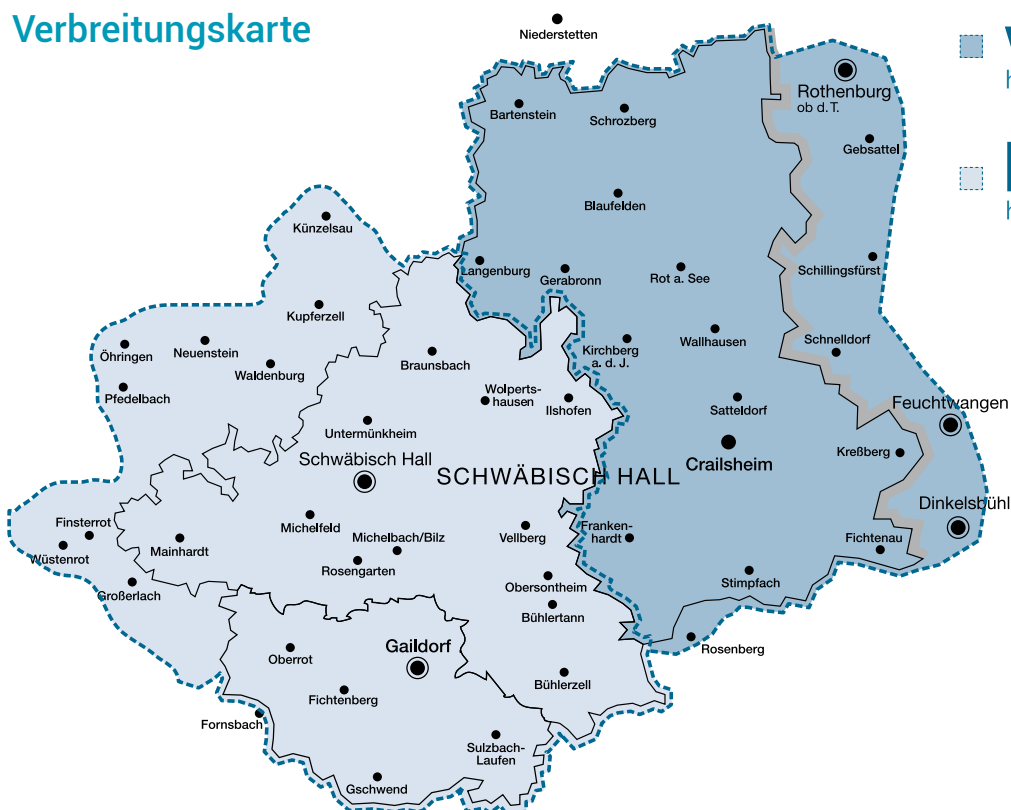 Verbreitungskarte
Niederstetten
Rothenburg
ob d. T.
Bartenstein
Schrozberg
Gebsattel
Blaufelden
Künzelsau
Langenburg
Gerabronn
Rot a. See
Schillingsfürst
Kupferzell
Öhringen
Neuenstein
Braunsbach
Kirchberg
a. d. J.
Wallhausen
Schnelldorf
Waldenburg
Pfedelbach
Wolperts-
hausen
Ilshofen
Satteldorf
Feuchtwangen
Untermünkheim
Schwäbisch Hall
SCHWÄBISCH HALL
Crailsheim
Kreßberg
Michelfeld
Dinkelsbühl
Finsterrot
Wüstenrot
Mainhardt
Michelbach/Bilz
Rosengarten
Vellberg
Franken-
hardt
Fichtenau
Großerlach
Obersontheim
Stimpfach
Bühlertann
Rosenberg
Oberrot
Gaildorf
Bühlerzell
Fichtenberg
Fornsbach
Sulzbach-
Laufen
Gschwend